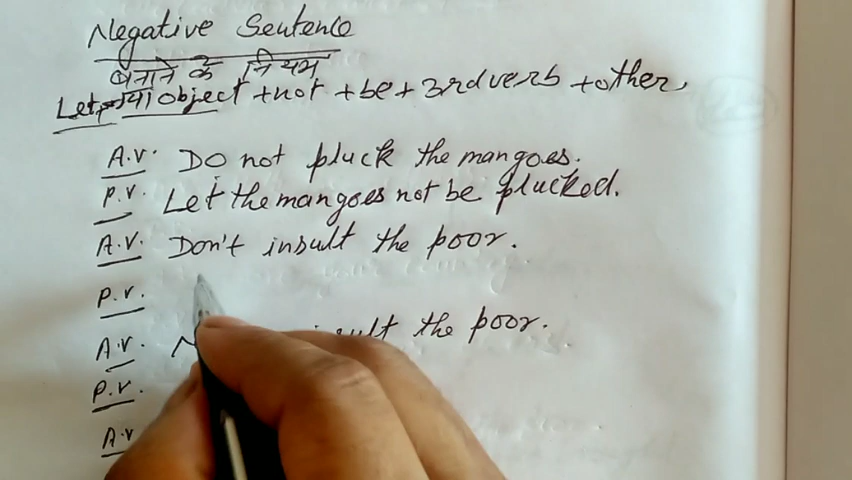 Negative Sentence
बनाने के नियम
Let + object + not + be + 3rd verb + other,
A.V. Do not pluck the mangoes.
P.V. Let the mangoes not be plucked.
A.V. Don't insult the poor.
P.V.
A.V. insult the poor.
P.V.
A.V